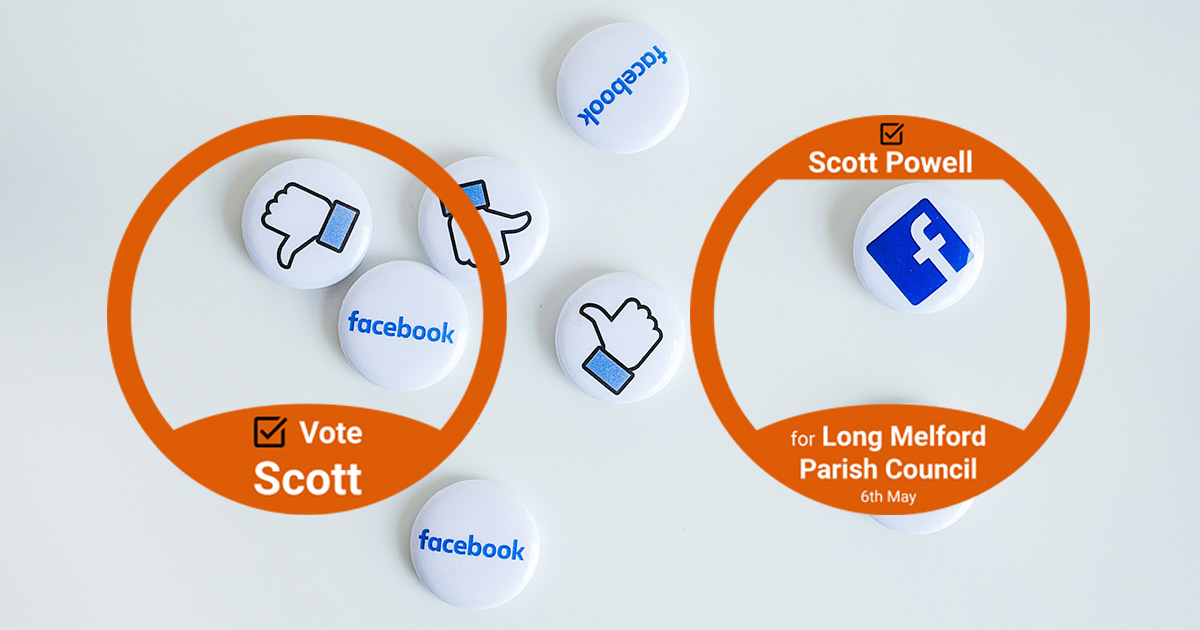 facebook
Scott Powell
f
facebook
Vote
Scott
for Long Melford
Parish Council
6th May
facebook